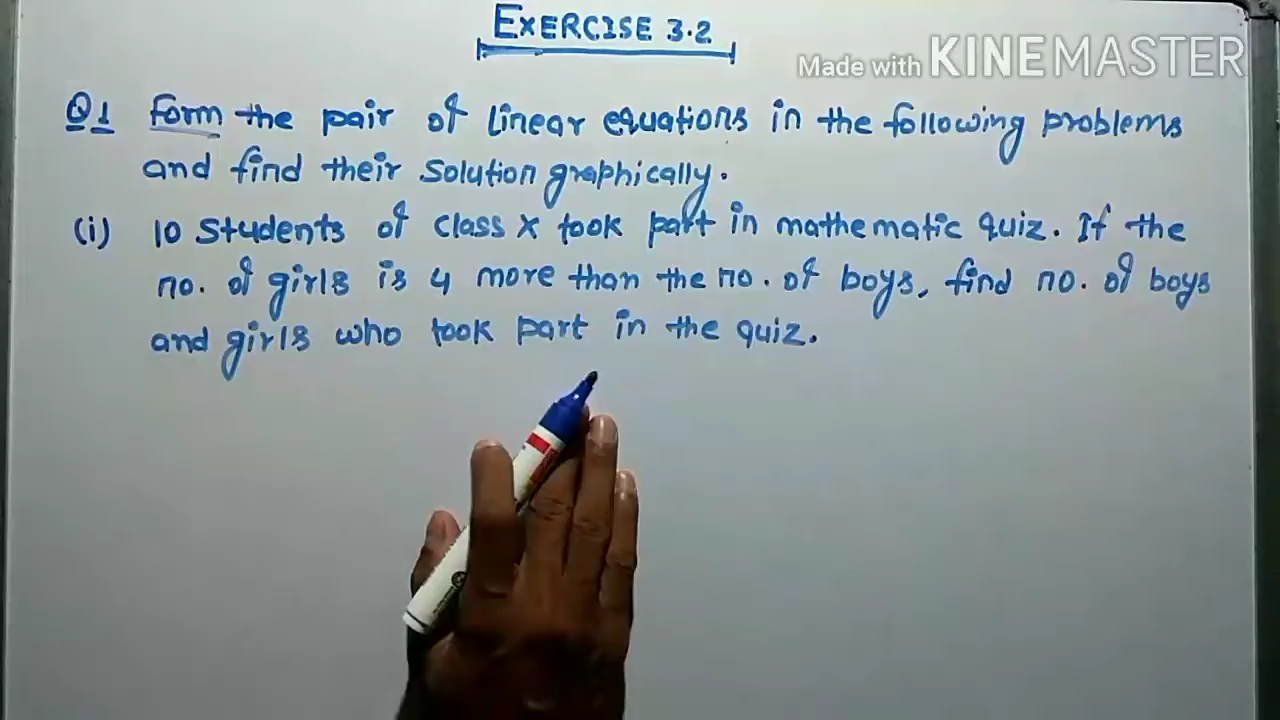 EXERCISE 3.2
Made with KINEMASTER
Q1 Form the pair of linear equations in the following problems
and find their solution graphically.
(i) 10 students of class X took part in mathematic quiz. If the
no. of girls is 4 more than the no. of boys, find no. of boys
and girls who took part in the quiz.